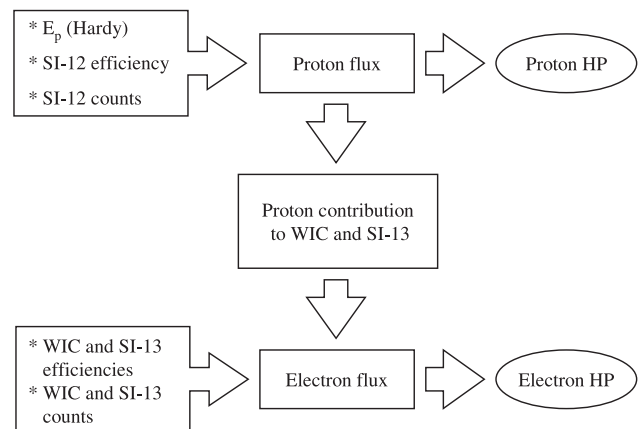 * Ep (Hardy)
* SI-12 efficiency
* SI-12 counts
Proton flux
Proton HP
Proton contribution
to WIC and SI-13
* WIC and SI-13
efficiencies
* WIC and SI-13
counts
Electron flux
Electron HP